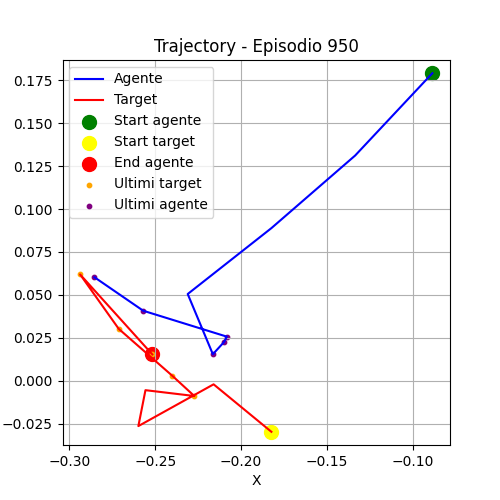 Trajectory - Episodio 950
Agente
Target
Start agente
Start target
End agente
Ultimi target
Ultimi agente
0.175
0.150
0.125
0.100
0.075
0.050
0.025
0.000
−0.025
−0.30
−0.25
−0.20
−0.15
−0.10
X